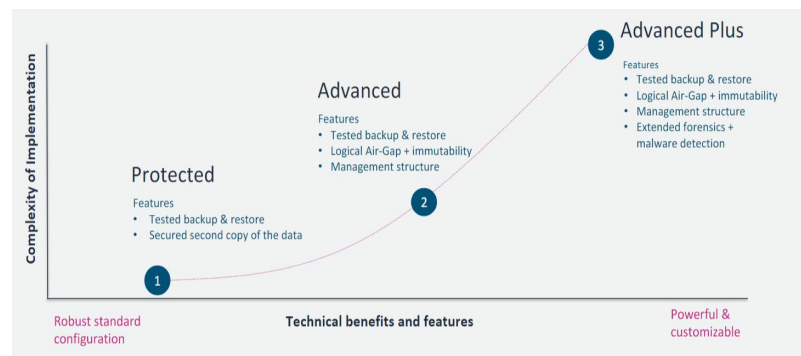 Complexity of Implementation
Protected
Features
• Tested backup & restore
• Secured second copy of the data
1
Advanced
Features
• Tested backup & restore
• Logical Air-Gap + immutability
• Management structure
2
3
Advanced Plus
Features
• Tested backup & restore
• Logical Air-Gap + immutability
• Management structure
• Extended forensics +
malware detection
Robust standard
configuration
Technical benefits and features
Powerful &
customizable